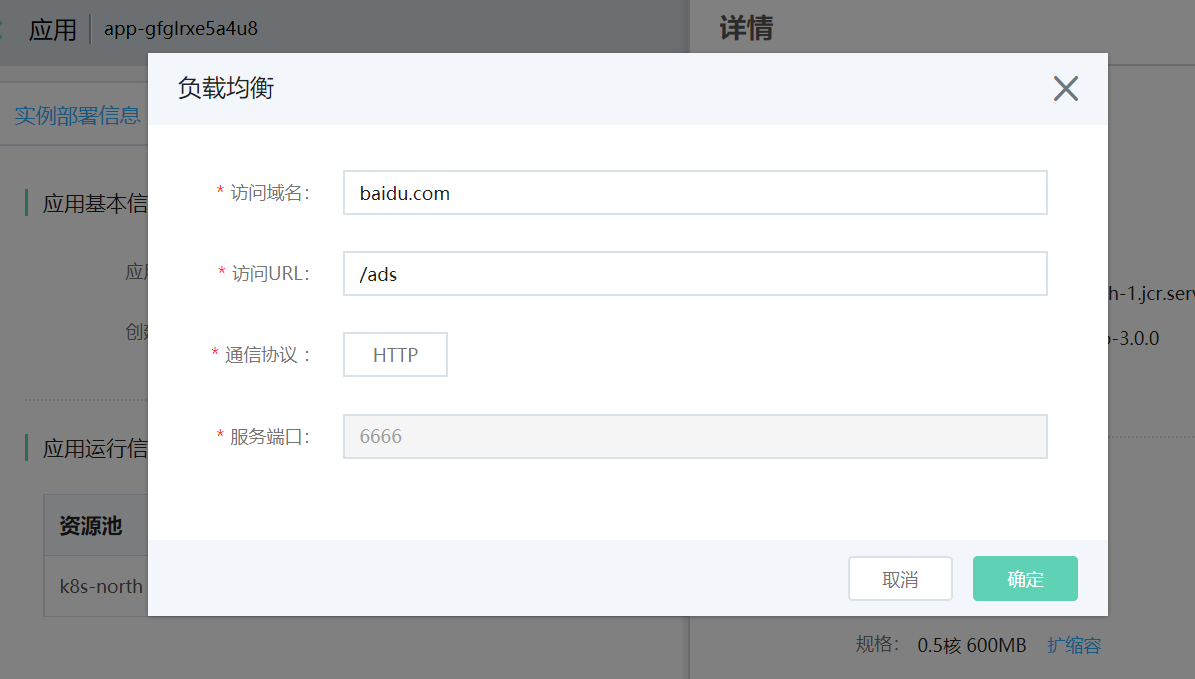 应用 app-gfglrxe5a4u8
详情
负载均衡
实例部署信息
* 访问域名： baidu.com
应用基本信
* 访问URL： /ads
应用
h-1.jcr.serv
创建
-3.0.0
* 通信协议 ： HTTP
* 服务端口： 6666
应用运行信
资源池
k8s-north
取消 确定
规格： 0.5核 600MB 扩缩容